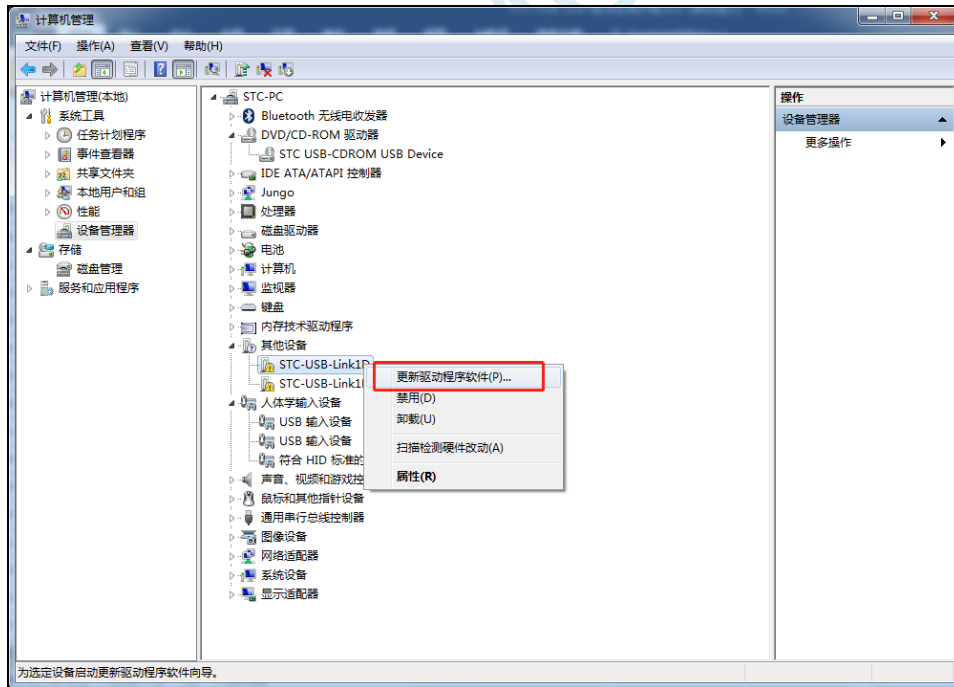 计算机管理
文件(F) 操作(A) 查看(V) 帮助(H)
计算机管理(本地)
系统工具
任务计划程序
事件查看器
共享文件夹
本地用户和组
性能
设备管理器
存储
磁盘管理
服务和应用程序
STC-PC
Bluetooth 无线电收发器
DVD/CD-ROM 驱动器
STC USB-CDROM USB Device
IDE ATA/ATAPI 控制器
Jungo
处理器
磁盘驱动器
电池
计算机
监视器
键盘
内存技术驱动程序
其他设备
STC-USB-Link1D
STC-USB-Link1
人体学输入设备
USB 输入设备
USB 输入设备
符合 HID 标准的
声音、视频和游戏控
鼠标和其他指针设备
通用串行总线控制器
图像设备
网络适配器
系统设备
显示适配器
更新驱动程序软件(P)...
禁用(D)
卸载(U)
扫描检测硬件改动(A)
属性(R)
操作
设备管理器
更多操作
为选定设备启动更新驱动程序软件向导。